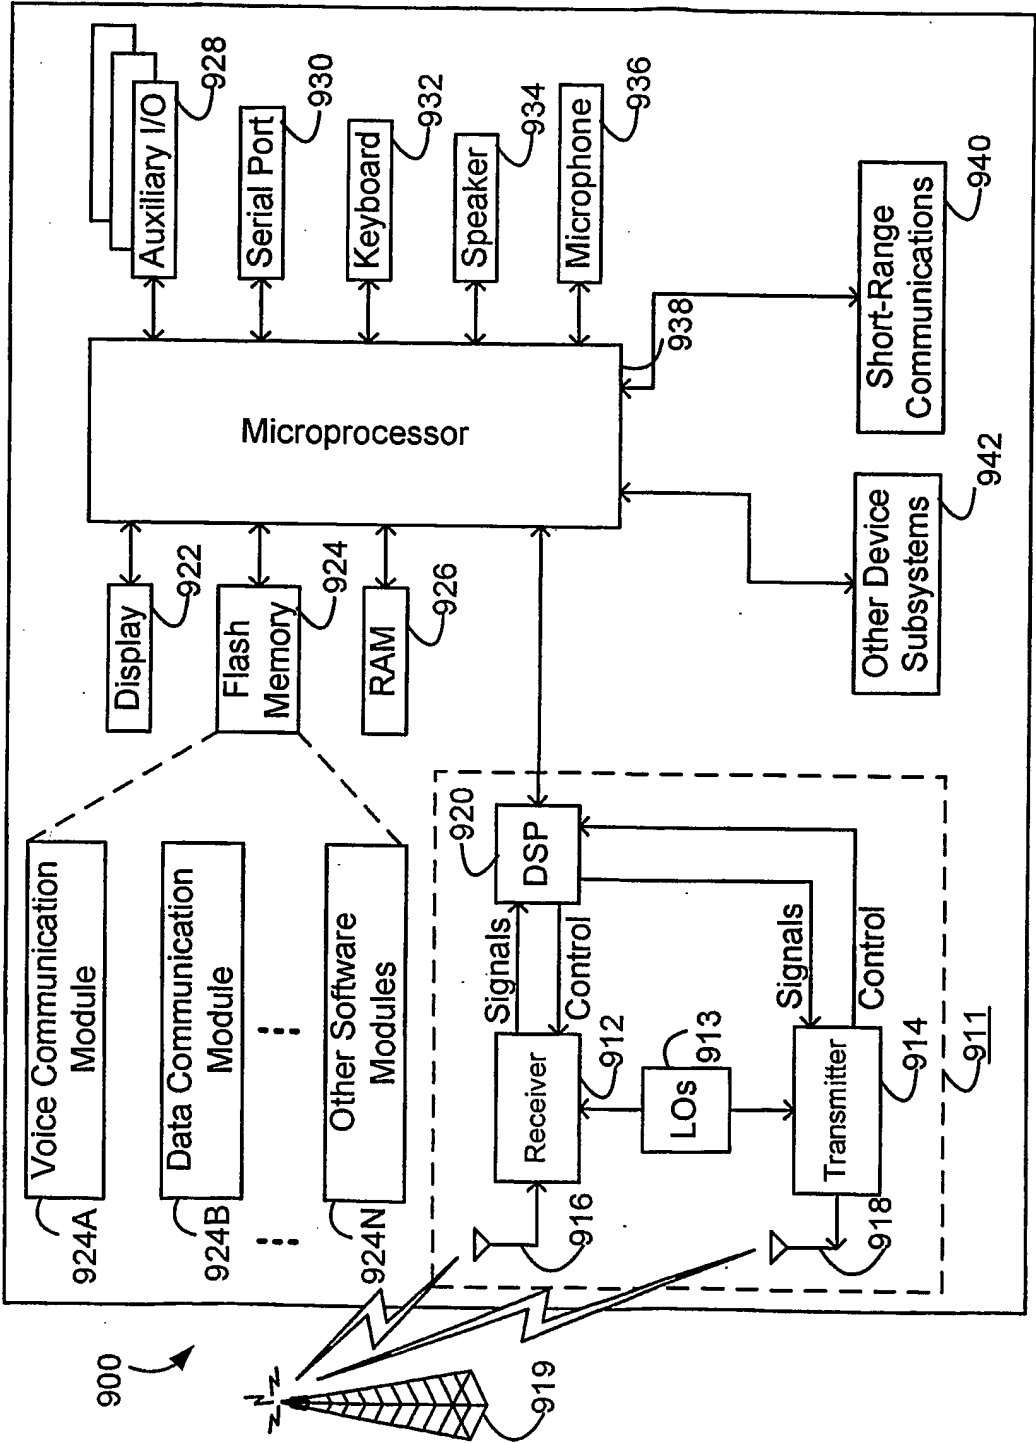 900
919
924A
Voice Communication
Module
924B
Data Communication
Module
924N
Other Software
Modules
Display
922
Flash
Memory
924
RAM
926
Microprocessor
938
Auxiliary I/O
928
Serial Port
930
Keyboard
932
Speaker
934
Microphone
936
Short-Range
Communications
940
Other Device
Subsystems
942
DSP
920
Signals
Control
Receiver
912
916
LOs
913
Signals
Control
Transmitter
914
918
911